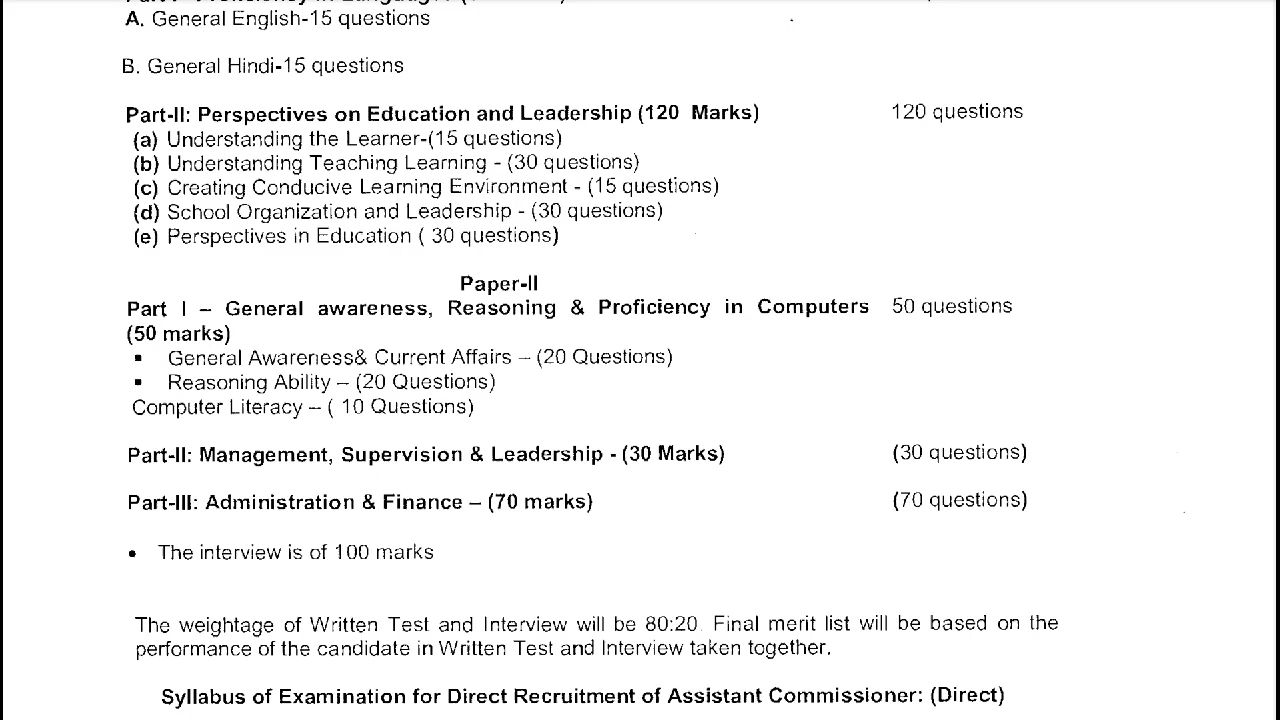 A. General English-15 questions
B. General Hindi-15 questions
Part-II: Perspectives on Education and Leadership (120 Marks) 120 questions
(a) Understanding the Learner-(15 questions)
(b) Understanding Teaching Learning - (30 questions)
(c) Creating Conducive Learning Environment - (15 questions)
(d) School Organization and Leadership - (30 questions)
(e) Perspectives in Education ( 30 questions)
Paper-II
Part I – General awareness, Reasoning & Proficiency in Computers 50 questions
(50 marks)
▪ General Awareness& Current Affairs – (20 Questions)
▪ Reasoning Ability – (20 Questions)
Computer Literacy – ( 10 Questions)
Part-II: Management, Supervision & Leadership - (30 Marks) (30 questions)
Part-III: Administration & Finance – (70 marks) (70 questions)
• The interview is of 100 marks
The weightage of Written Test and Interview will be 80:20. Final merit list will be based on the
performance of the candidate in Written Test and Interview taken together.
Syllabus of Examination for Direct Recruitment of Assistant Commissioner: (Direct)